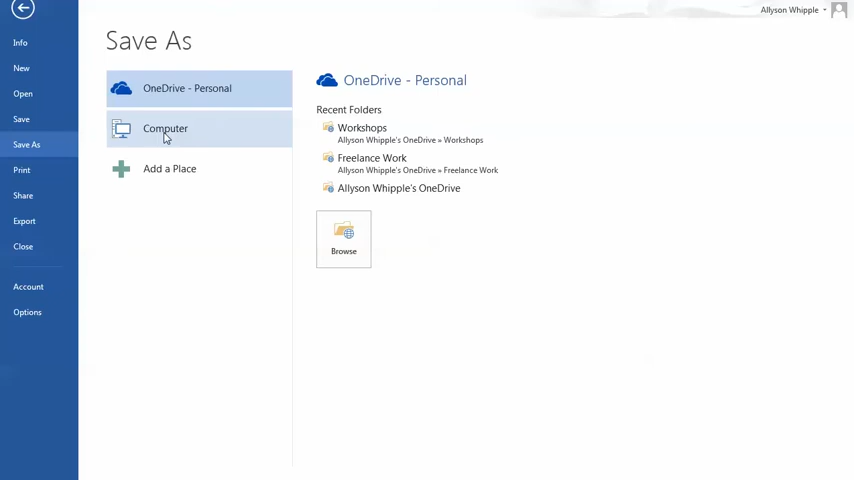 Allyson Whipple
Info
New
Open
Save
Save As
Print
Share
Export
Close
Account
Options
Save As
OneDrive - Personal
Computer
Add a Place
OneDrive - Personal
Recent Folders
Workshops
Allyson Whipple's OneDrive » Workshops
Freelance Work
Allyson Whipple's OneDrive » Freelance Work
Allyson Whipple's OneDrive
Browse